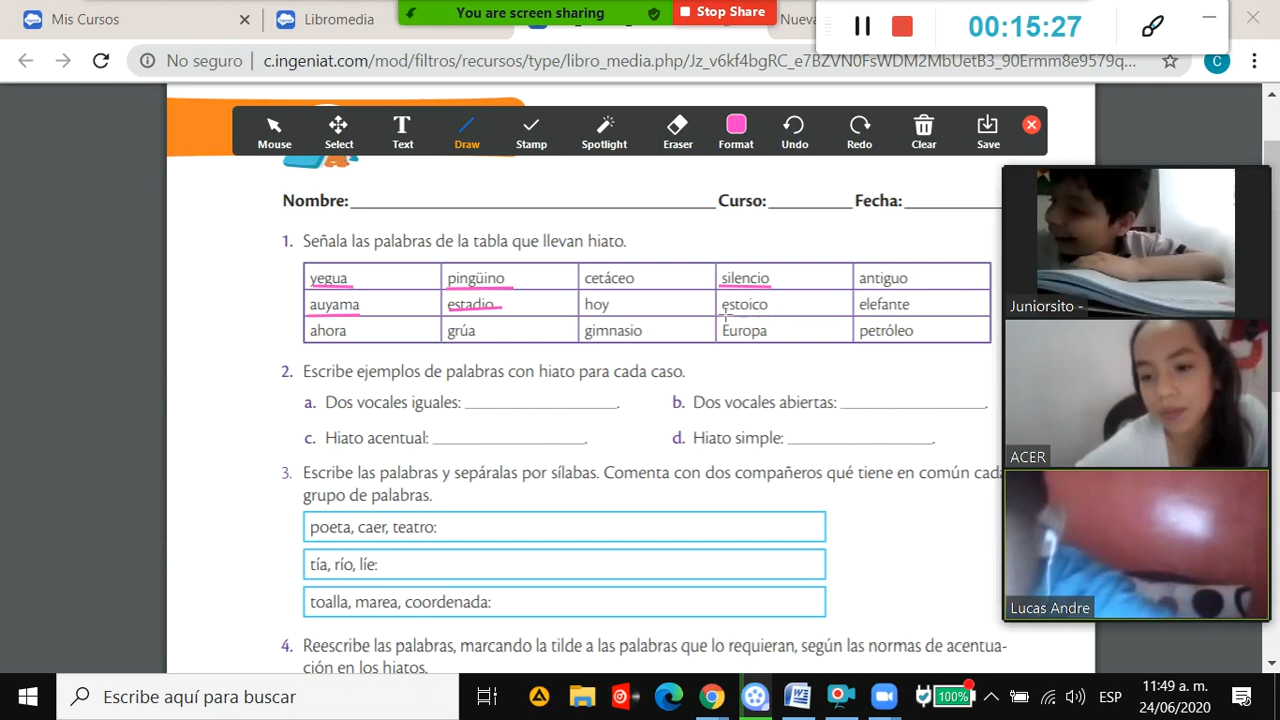 Mis Cursos
Libromedia
You are screen sharing
Stop Share
Nueva
00:15:27
No seguro
c.ingeniat.com/mod/filtros/recursos/type/libro_media.php/Jz_v6kf4bgRC_e7BZVN0FsWDM2MbUetB3_90Ermm8e9579q...
C
Mouse
Select
Text
Draw
Stamp
Spotlight
Eraser
Format
Undo
Redo
Clear
Save
Nombre: Curso: Fecha:
1. Señala las palabras de la tabla que llevan hiato.
yegua pingüino cetáceo silencio antiguo
auyama estadio hoy estoico elefante
ahora grúa gimnasio Europa petróleo
2. Escribe ejemplos de palabras con hiato para cada caso.
a. Dos vocales iguales: . b. Dos vocales abiertas: .
c. Hiato acentual: . d. Hiato simple: .
3. Escribe las palabras y sepáralas por sílabas. Comenta con dos compañeros qué tiene en común cada
grupo de palabras.
poeta, caer, teatro:
tía, río, líe:
toalla, marea, coordenada:
4. Reescribe las palabras, marcando la tilde a las palabras que lo requieran, según las normas de acentua-
ción en los hiatos.
Juniorsito -
ACER
Lucas Andre
Escribe aquí para buscar
100%
ESP
11:49 a. m.
24/06/2020